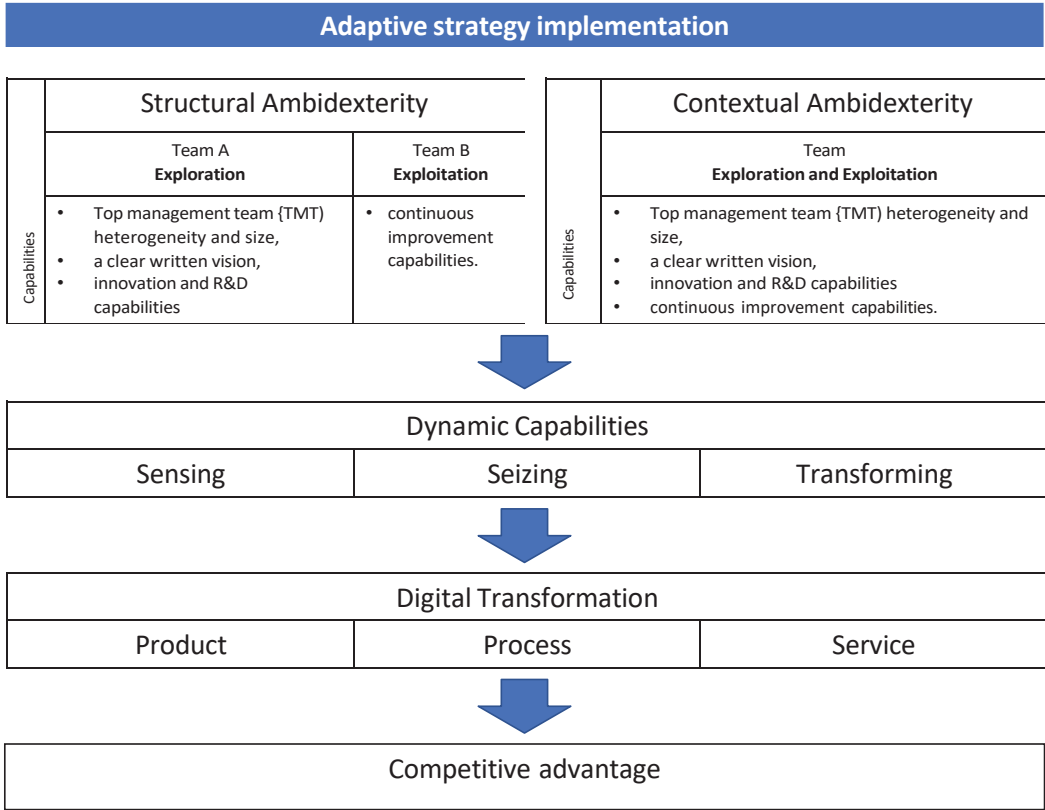 Adaptive strategy implementation
Capabilities
Structural Ambidexterity
Team A
Exploration
• Top management team {TMT)
heterogeneity and size,
• a clear written vision,
• innovation and R&D
capabilities
Team B
Exploitation
• continuous
improvement
capabilities.
Capabilities
Contextual Ambidexterity
Team
Exploration and Exploitation
• Top management team {TMT) heterogeneity and
size,
• a clear written vision,
• innovation and R&D capabilities
• continuous improvement capabilities.
Dynamic Capabilities
Sensing
Seizing
Transforming
Digital Transformation
Product
Process
Service
Competitive advantage